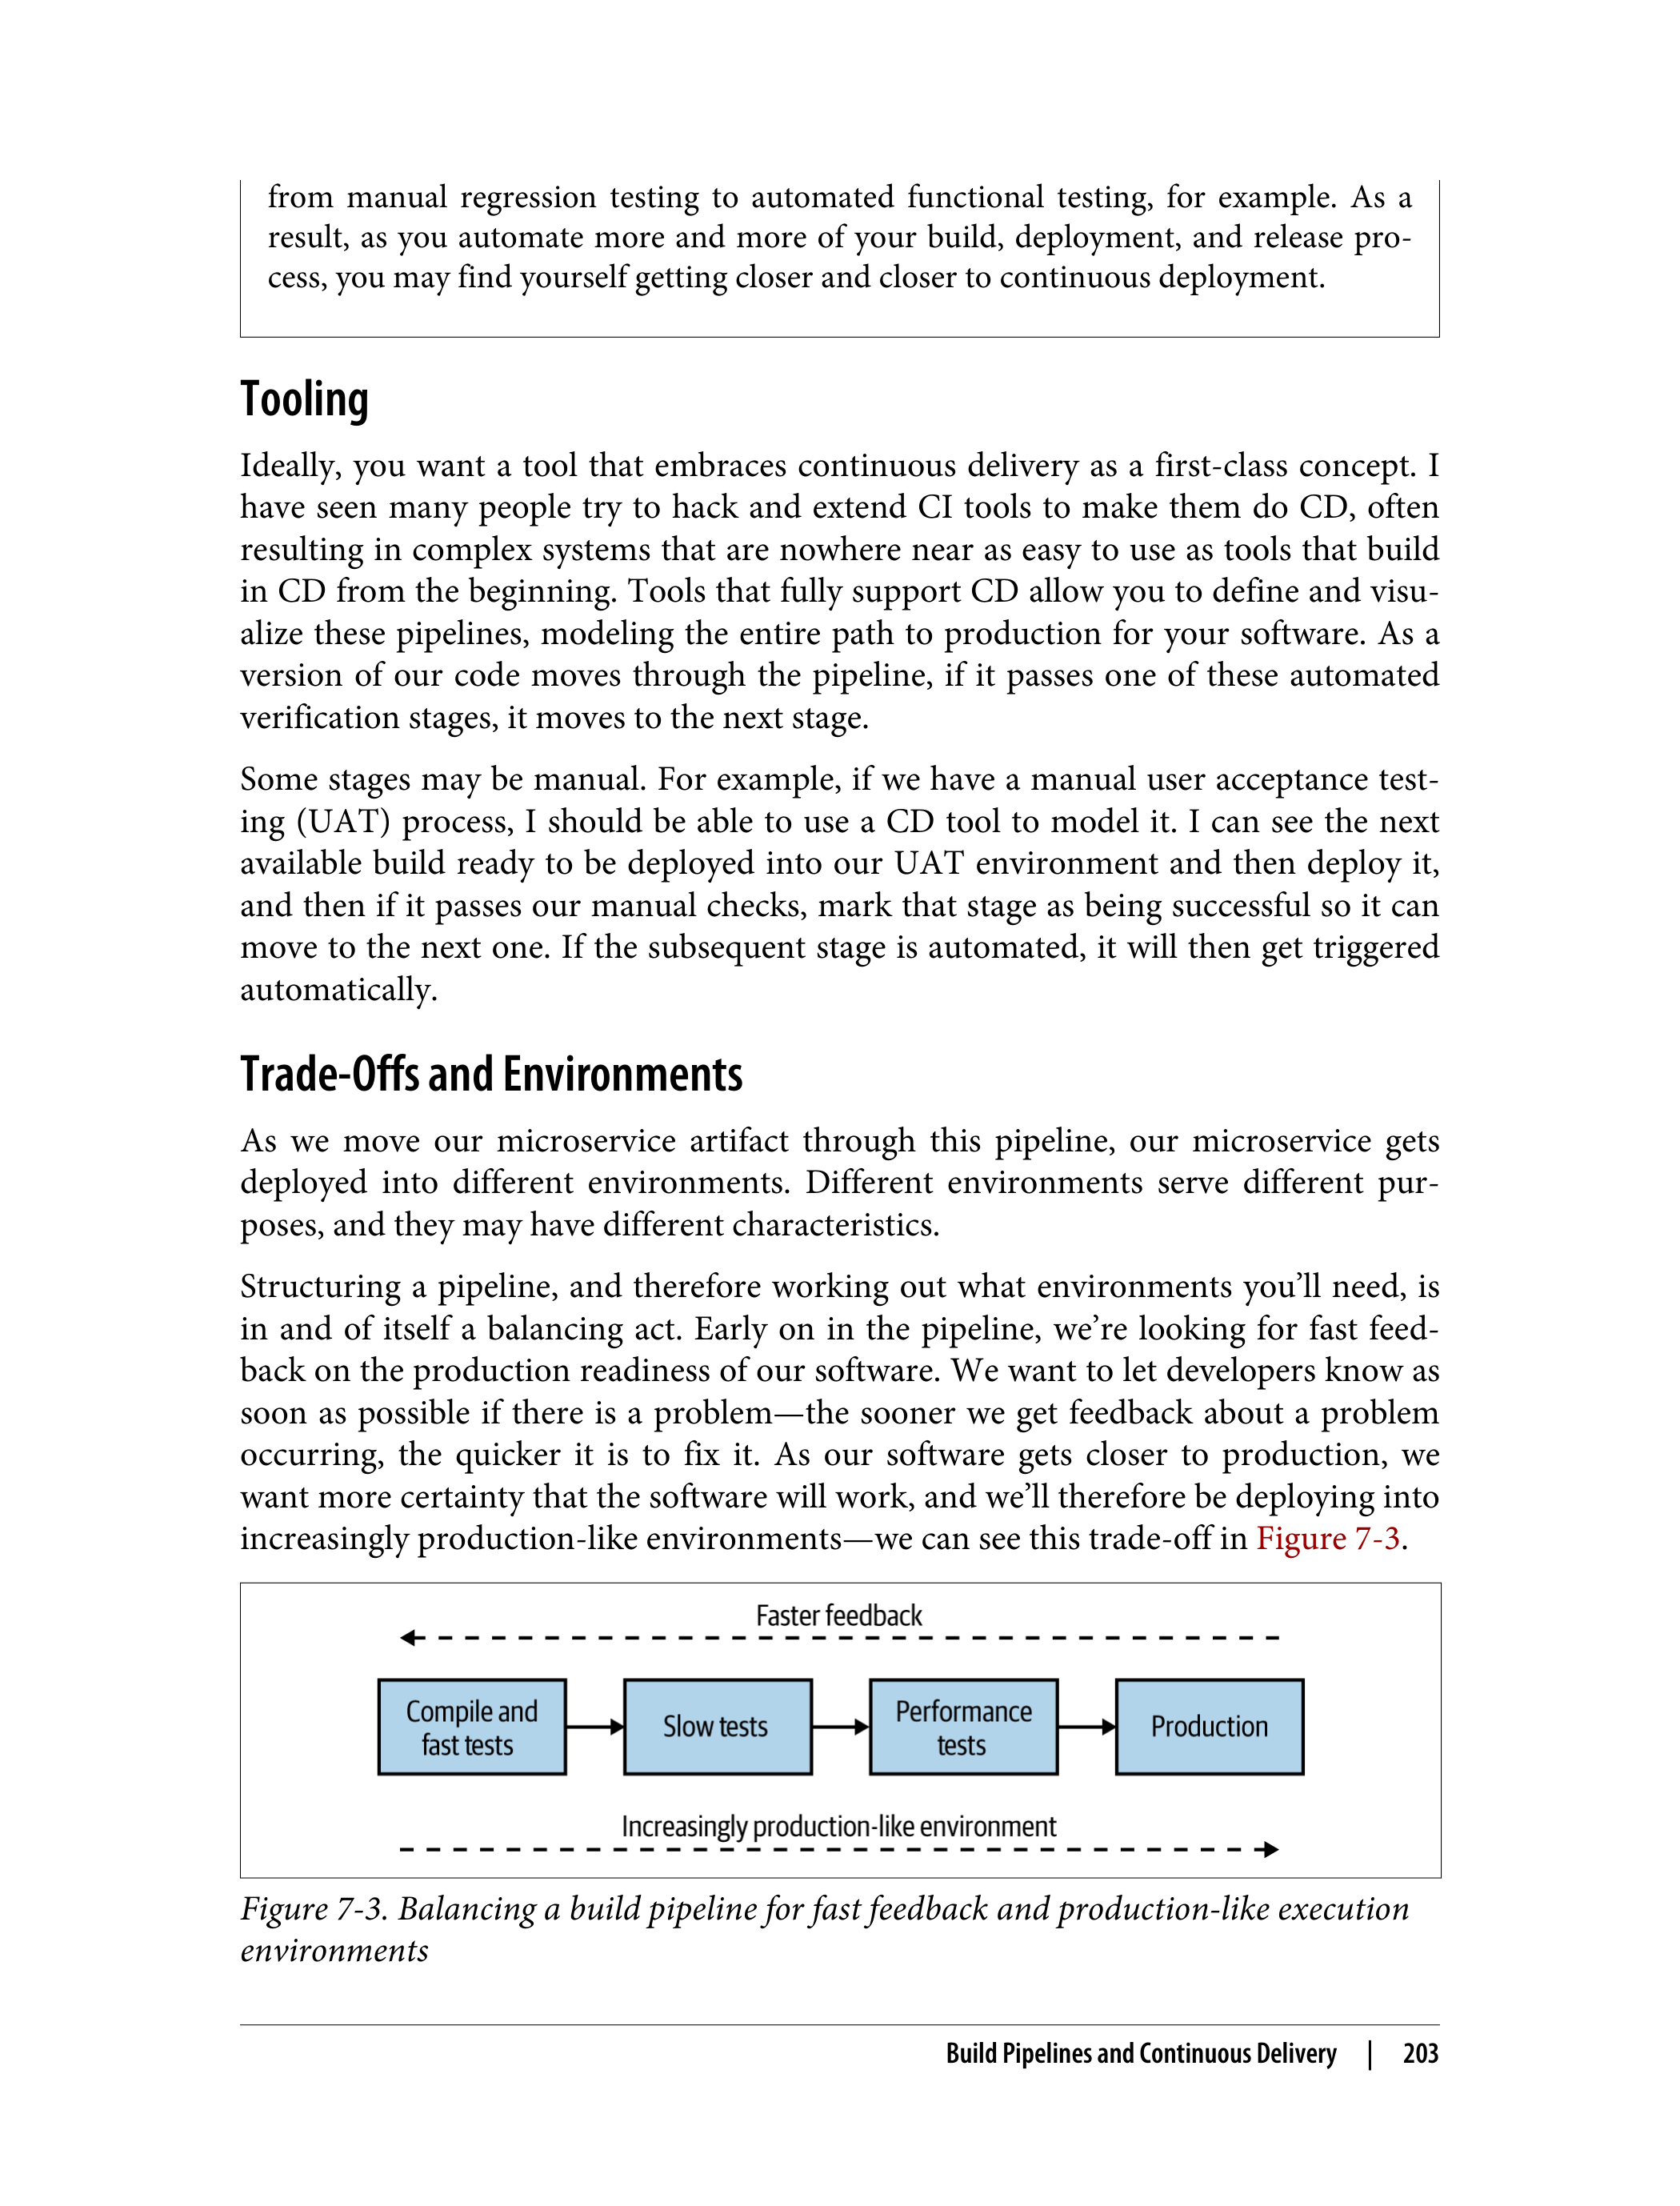 from manual regression testing to automated functional testing, for example. As a
result, as you automate more and more of your build, deployment, and release pro-
cess, you may find yourself getting closer and closer to continuous deployment.
Tooling
Ideally, you want a tool that embraces continuous delivery as a first-class concept. I
have seen many people try to hack and extend CI tools to make them do CD, often
resulting in complex systems that are nowhere near as easy to use as tools that build
in CD from the beginning. Tools that fully support CD allow you to define and visu-
alize these pipelines, modeling the entire path to production for your software. As a
version of our code moves through the pipeline, if it passes one of these automated
verification stages, it moves to the next stage.
Some stages may be manual. For example, if we have a manual user acceptance test-
ing (UAT) process, I should be able to use a CD tool to model it. I can see the next
available build ready to be deployed into our UAT environment and then deploy it,
and then if it passes our manual checks, mark that stage as being successful so it can
move to the next one. If the subsequent stage is automated, it will then get triggered
automatically.
Trade-Offs and Environments
As we move our microservice artifact through this pipeline, our microservice gets
deployed into different environments. Different environments serve different pur-
poses, and they may have different characteristics.
Structuring a pipeline, and therefore working out what environments you’ll need, is
in and of itself a balancing act. Early on in the pipeline, we’re looking for fast feed-
back on the production readiness of our software. We want to let developers know as
soon as possible if there is a problem—the sooner we get feedback about a problem
occurring, the quicker it is to fix it. As our software gets closer to production, we
want more certainty that the software will work, and we’ll therefore be deploying into
increasingly production-like environments—we can see this trade-off in Figure 7-3.
Faster feedback
Compile and
fast tests
Slow tests
Performance
tests
Production
Increasingly production-like environment
Figure 7-3. Balancing a build pipeline for fast feedback and production-like execution
environments
Build Pipelines and Continuous Delivery | 203